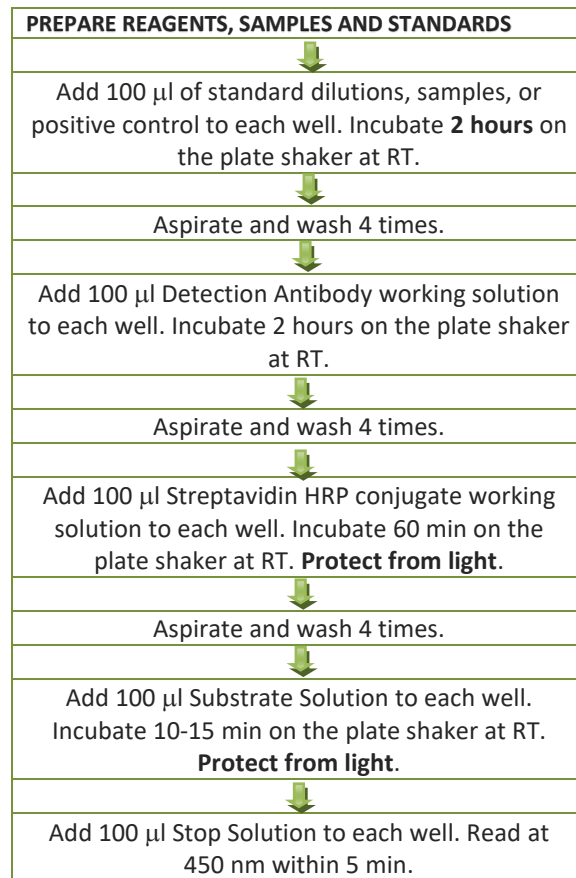 PREPARE REAGENTS, SAMPLES AND STANDARDS
Add 100 µl of standard dilutions, samples, or
positive control to each well. Incubate 2 hours on
the plate shaker at RT.
Aspirate and wash 4 times.
Add 100 µl Detection Antibody working solution
to each well. Incubate 2 hours on the plate shaker
at RT.
Aspirate and wash 4 times.
Add 100 µl Streptavidin HRP conjugate working
solution to each well. Incubate 60 min on the
plate shaker at RT. Protect from light.
Aspirate and wash 4 times.
Add 100 µl Substrate Solution to each well.
Incubate 10-15 min on the plate shaker at RT.
Protect from light.
Add 100 µl Stop Solution to each well. Read at
450 nm within 5 min.